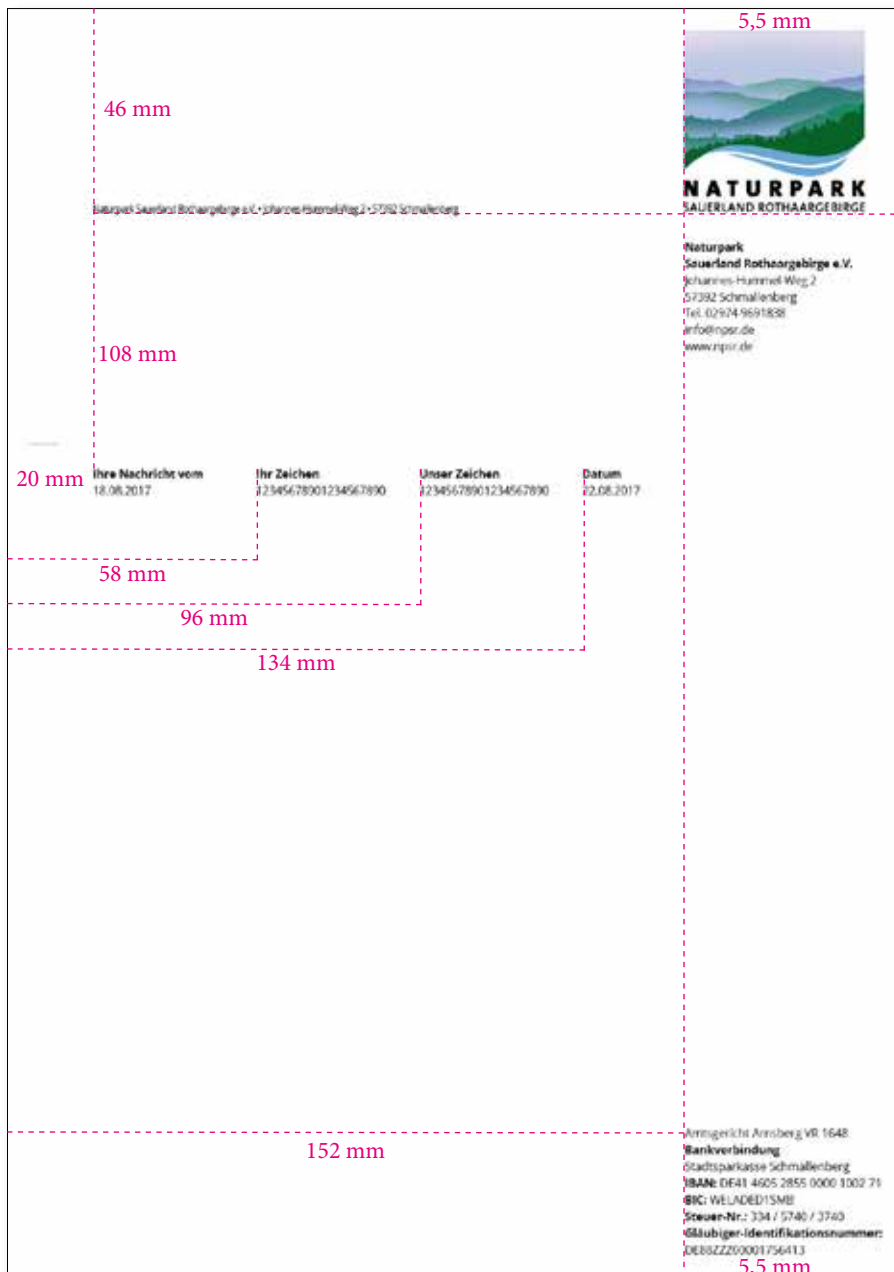 5,5 mm
46 mm
NATURPARK
SAUERLAND ROTHAARGEBIRGE
Naturpark Sauerland Rothaargebirge e.V. • Johannes-Hummel-Weg 2 • 57392 Schmallenberg
Naturpark
Sauerland Rothaargebirge e.V.
Johannes-Hummel-Weg 2
57392 Schmallenberg
Tel. 02974-9691838
info@npsr.de
www.npsr.de
108 mm
20 mm
Ihre Nachricht vom Ihr Zeichen Unser Zeichen Datum
18.08.2017 12345678901234567890 12345678901234567890 22.08.2017
58 mm
96 mm
134 mm
152 mm
Amtsgericht Arnsberg VR 1648
Bankverbindung
Stadtsparkasse Schmallenberg
IBAN: DE41 4605 2855 0000 1002 71
BIC: WELADED1SMB
Steuer-Nr.: 334 / 5740 / 3740
Gläubiger-Identifikationsnummer:
DE88ZZZ00001756413
5,5 mm